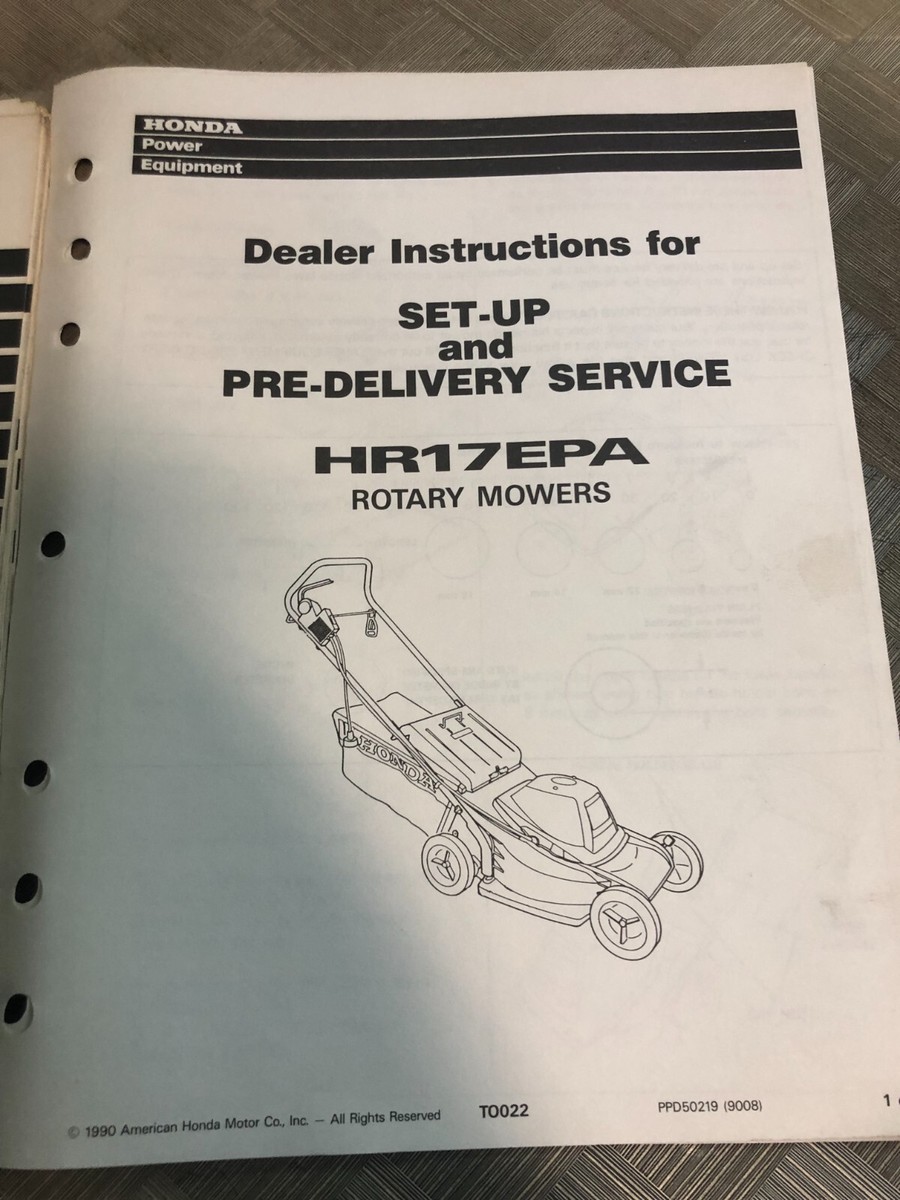 HONDA
Power
Equipment
Dealer Instructions for
SET-UP
and
PRE-DELIVERY SERVICE
HR17EPA
ROTARY MOWERS
HONDA
© 1990 American Honda Motor Co., Inc. — All Rights Reserved
TO022
PPD50219 (9008)
1